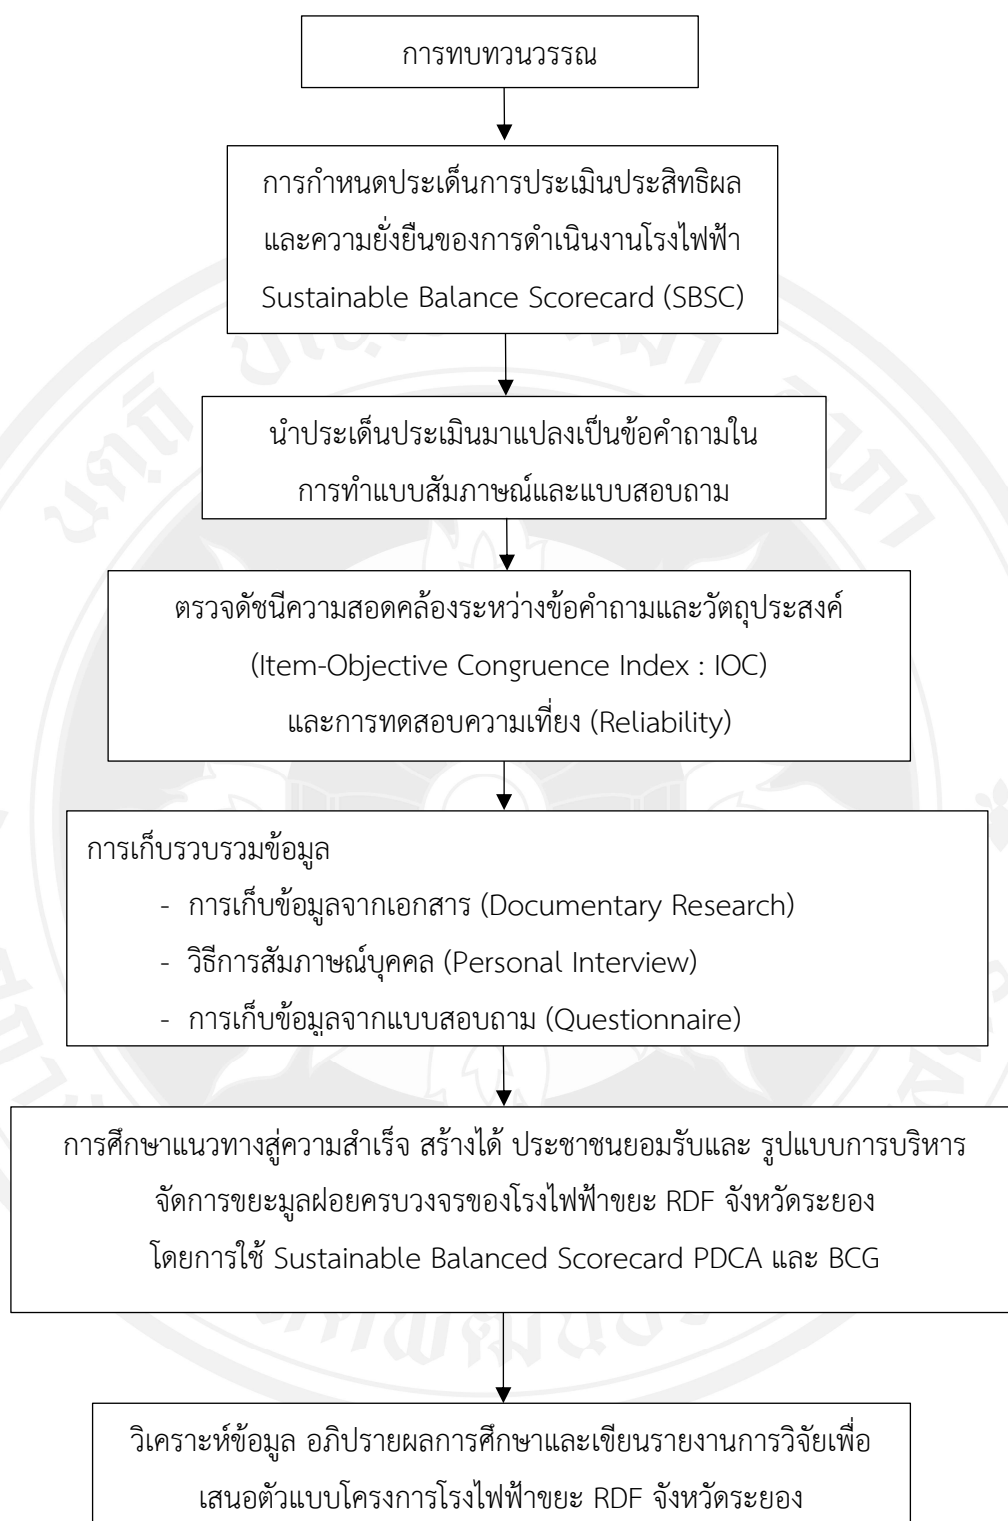 การทบทวนวรรณ
การกำหนดประเด็นการประเมินประสิทธิผล
และความยั่งยืนของการดำเนินงานโรงไฟฟ้า
Sustainable Balance Scorecard (SBSC)
นำประเด็นประเมินมาแปลงเป็นข้อคำถามใน
การทำแบบสัมภาษณ์และแบบสอบถาม
ตรวจดัชนีความสอดคล้องระหว่างข้อคำถามและวัตถุประสงค์
(Item-Objective Congruence Index : IOC)
และการทดสอบความเที่ยง (Reliability)
การเก็บรวบรวมข้อมูล
- การเก็บข้อมูลจากเอกสาร (Documentary Research)
- วิธีการสัมภาษณ์บุคคล (Personal Interview)
- การเก็บข้อมูลจากแบบสอบถาม (Questionnaire)
การศึกษาแนวทางสู่ความสำเร็จ สร้างได้ ประชาชนยอมรับและ รูปแบบการบริหาร
จัดการขยะมูลฝอยครบวงจรของโรงไฟฟ้าขยะ RDF จังหวัดระยอง
โดยการใช้ Sustainable Balanced Scorecard PDCA และ BCG
วิเคราะห์ข้อมูล อภิปรายผลการศึกษาและเขียนรายงานการวิจัยเพื่อ
เสนอตัวแบบโครงการโรงไฟฟ้าขยะ RDF จังหวัดระยอง